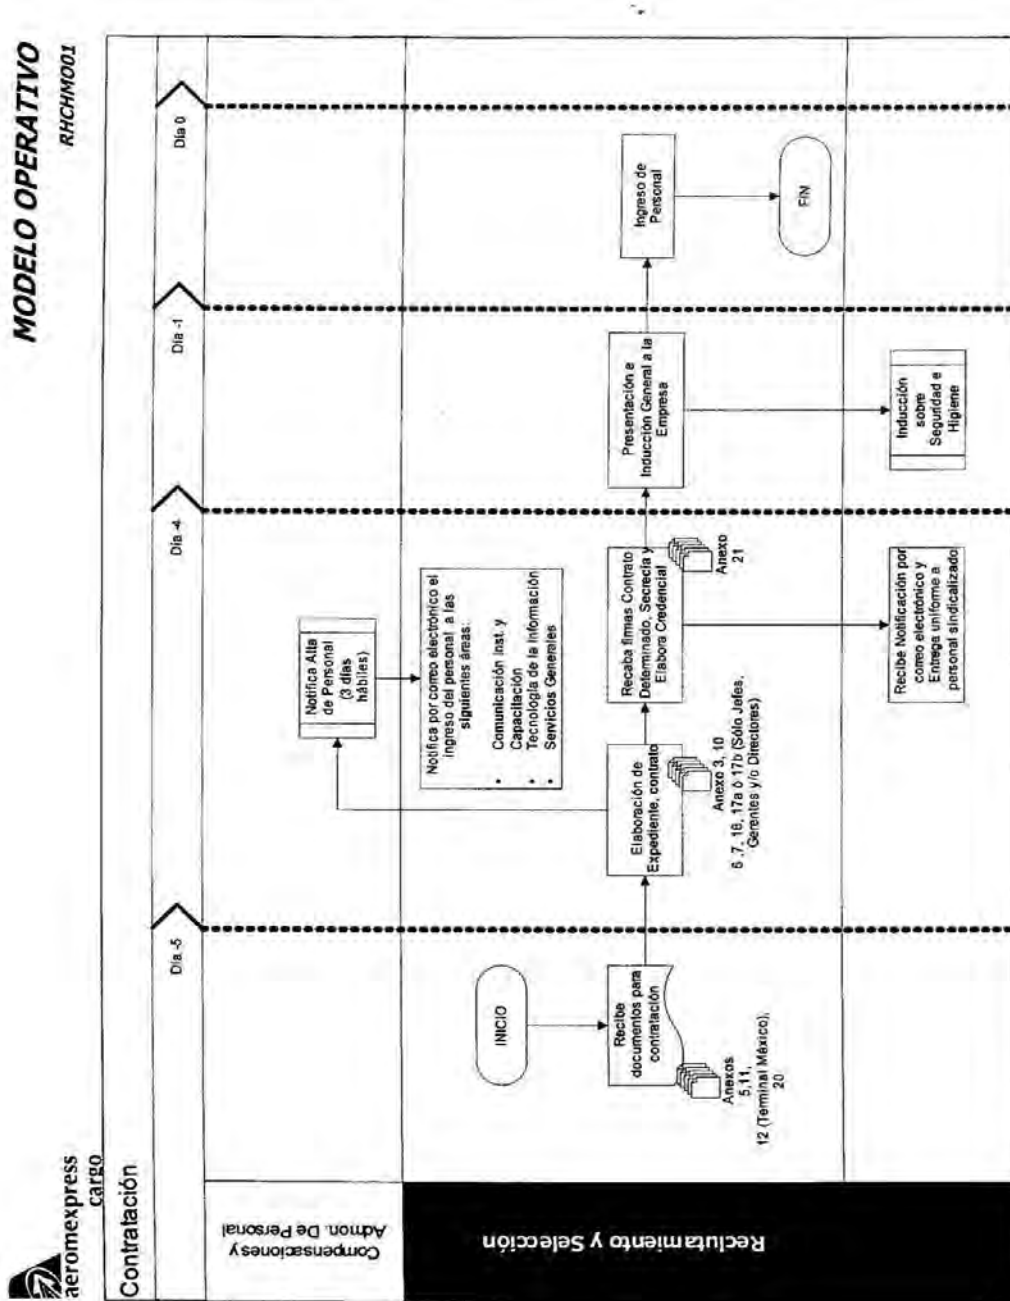 MODELO OPERATIVO
RHCHMO01
aeromexpress
cargo
Contratación
Día -5
Día -4
Día -1
Día 0
Compensaciones y
Admon. De Personal
Notifica Alta
de Personal
(3 días
hábiles)
Reclutamiento y Selección
INICIO
Recibe
documentos para
contratación
Anexos
5,11,
12 (Terminal México),
20
Notifica por correo electrónico el
ingreso del personal a las
siguientes áreas:
• Comunicación Inst. y
Capacitación
• Tecnología de la Información
• Servicios Generales
Elaboración de
Expediente, contrato
Anexo 3, 10
6 ,7, 16, 17a ó 17b (Sólo Jefes,
Gerentes y/o Directores)
Recaba firmas Contrato
Determinado, Secrecía y
Elabora Credencial
Anexo
21
Presentación e
Inducción General a la
Empresa
Ingreso de
Personal
FIN
Recibe Notificación por
correo electrónico y
Entrega uniforme a
personal sindicalizado
Inducción
sobre
Seguridad e
Higiene